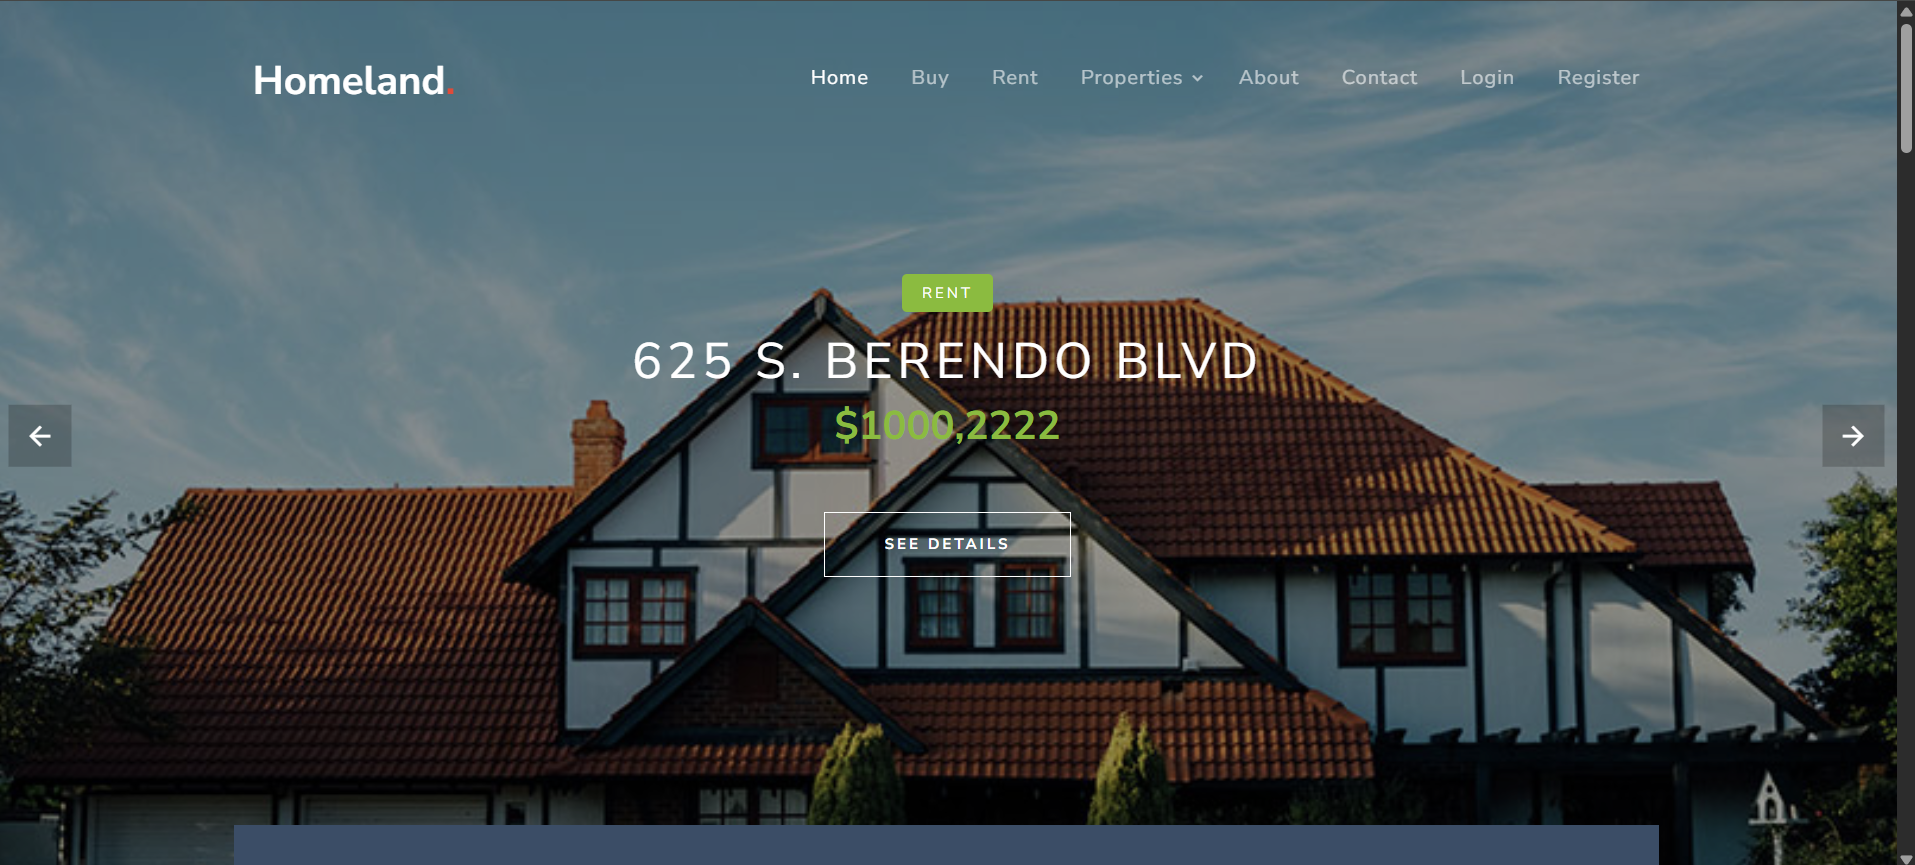 Homeland.
Home Buy Rent Properties About Contact Login Register
RENT
625 S. BERENDO BLVD
$1000,2222
SEE DETAILS